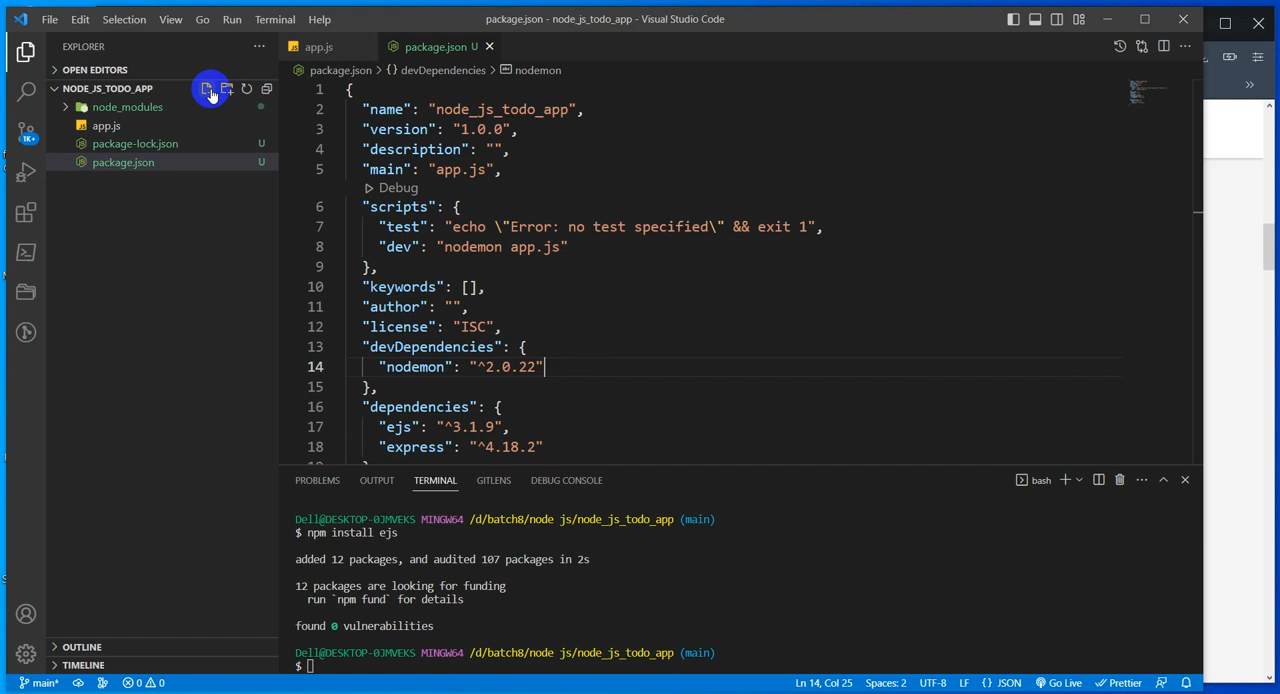 File Edit Selection View Go Run Terminal Help
package.json - node_js_todo_app - Visual Studio Code
EXPLORER
OPEN EDITORS
NODE_JS_TODO_APP
node_modules
app.js
package-lock.json U
package.json U
OUTLINE
TIMELINE
1K+
app.js
package.json U
package.json > {} devDependencies > nodemon
1 {
2 "name": "node_js_todo_app",
3 "version": "1.0.0",
4 "description": "",
5 "main": "app.js",
Debug
6 "scripts": {
7 "test": "echo \"Error: no test specified\" && exit 1",
8 "dev": "nodemon app.js"
9 },
10 "keywords": [],
11 "author": "",
12 "license": "ISC",
13 "devDependencies": {
14 "nodemon": "^2.0.22"
15 },
16 "dependencies": {
17 "ejs": "^3.1.9",
18 "express": "^4.18.2"
PROBLEMS OUTPUT TERMINAL GITLENS DEBUG CONSOLE
bash
Dell@DESKTOP-0JMVEKS MINGW64 /d/batch8/node js/node_js_todo_app (main)
$ npm install ejs
added 12 packages, and audited 107 packages in 2s
12 packages are looking for funding
run `npm fund` for details
found 0 vulnerabilities
Dell@DESKTOP-0JMVEKS MINGW64 /d/batch8/node js/node_js_todo_app (main)
$
main* 0 0
Ln 14, Col 25 Spaces: 2 UTF-8 LF {} JSON Go Live Prettier